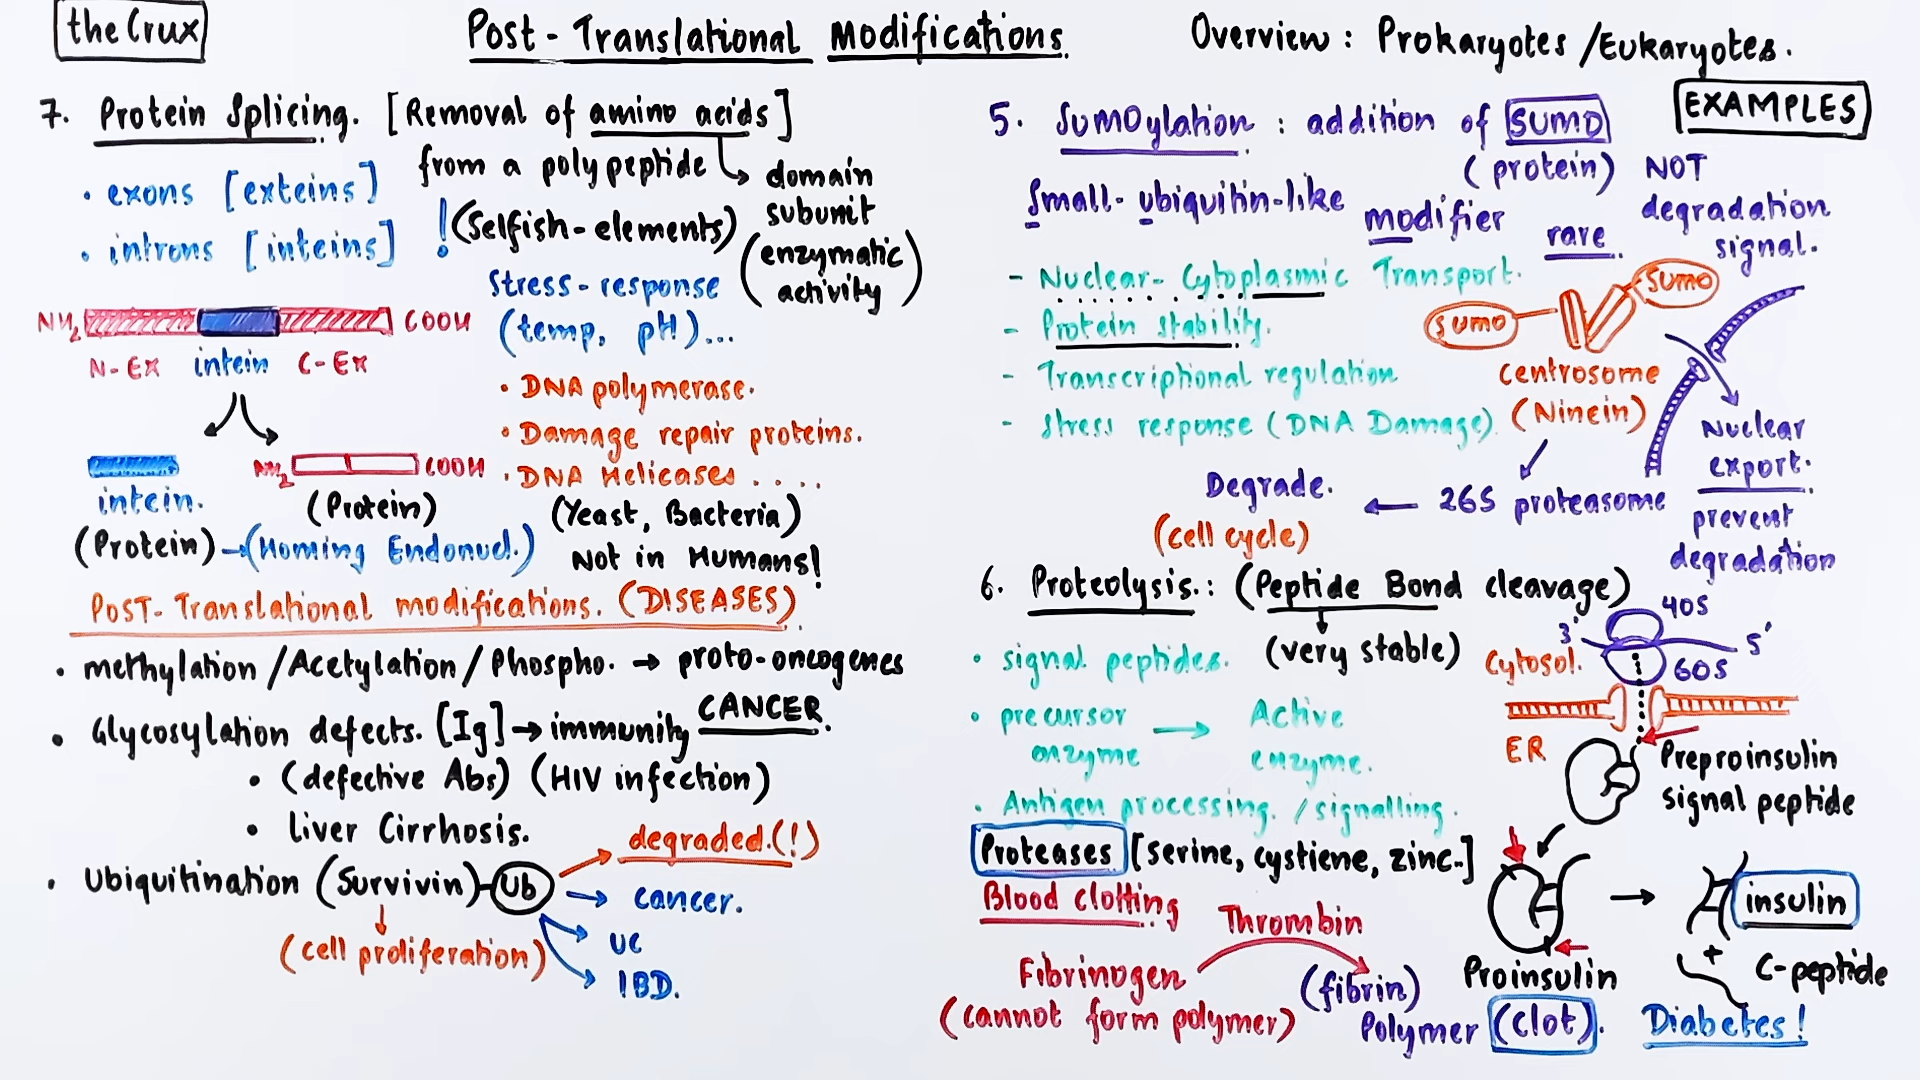 the Crux
Post-Translational Modifications.
Overview: Prokaryotes/Eukaryotes.
EXAMPLES
7. Protein Splicing. [Removal of amino acids]
from a polypeptide
domain
subunit
(enzymatic
activity)
• exons [exteins]
• introns [inteins]
! (Selfish-elements)
Stress-response
(temp, pH)...
NH2
COOH
N-Ex intein C-Ex
• DNA polymerase.
• Damage repair proteins.
• DNA Helicases ....
(Yeast, Bacteria)
Not in Humans!
NH2
COOH
intein.
(Protein)
(Protein) → (Homing Endonucl.)
POST-Translational modifications. (DISEASES)
• methylation/Acetylation/Phospho. → proto-oncogenes
CANCER.
• Glycosylation defects. [Ig] → immunity
• (defective Abs) (HIV infection)
• liver Cirrhosis.
• Ubiquitination (Survivin)-Ub
(cell proliferation)
degraded.(!)
cancer.
UC
IBD.
5. SUMOylation : addition of SUMO
(protein)
Small-ubiquitin-like modifier
rare
NOT
degradation
signal.
- Nuclear-Cytoplasmic Transport.
- Protein stability.
- Transcriptional regulation
- Stress response (DNA Damage).
SUMO
SUMO
centrosome
(Ninein)
26S proteasome
Degrade.
(cell cycle)
Nuclear
export.
prevent
degradation
6. Proteolysis.: (Peptide Bond cleavage)
(very stable)
• signal peptides.
• precursor enzyme → Active enzyme.
• Antigen processing. / signalling.
Proteases [serine, cystiene, zinc..]
Blood clotting
Thrombin
Fibrinogen
(cannot form polymer)
(fibrin)
Polymer (clot).
40S
3'
5'
60S
Cytosol.
ER
Preproinsulin
signal peptide
Proinsulin
insulin
+
C-peptide
Diabetes!